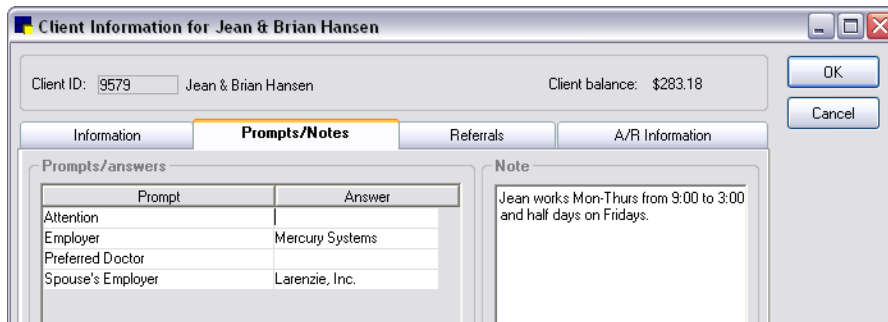 Client Information for Jean & Brian Hansen
Client ID: 9579 Jean & Brian Hansen Client balance: $283.18
OK
Cancel
Information Prompts/Notes Referrals A/R Information
Prompts/answers
Prompt Answer
Attention
Employer Mercury Systems
Preferred Doctor
Spouse's Employer Larenzie, Inc.
Note
Jean works Mon-Thurs from 9:00 to 3:00
and half days on Fridays.